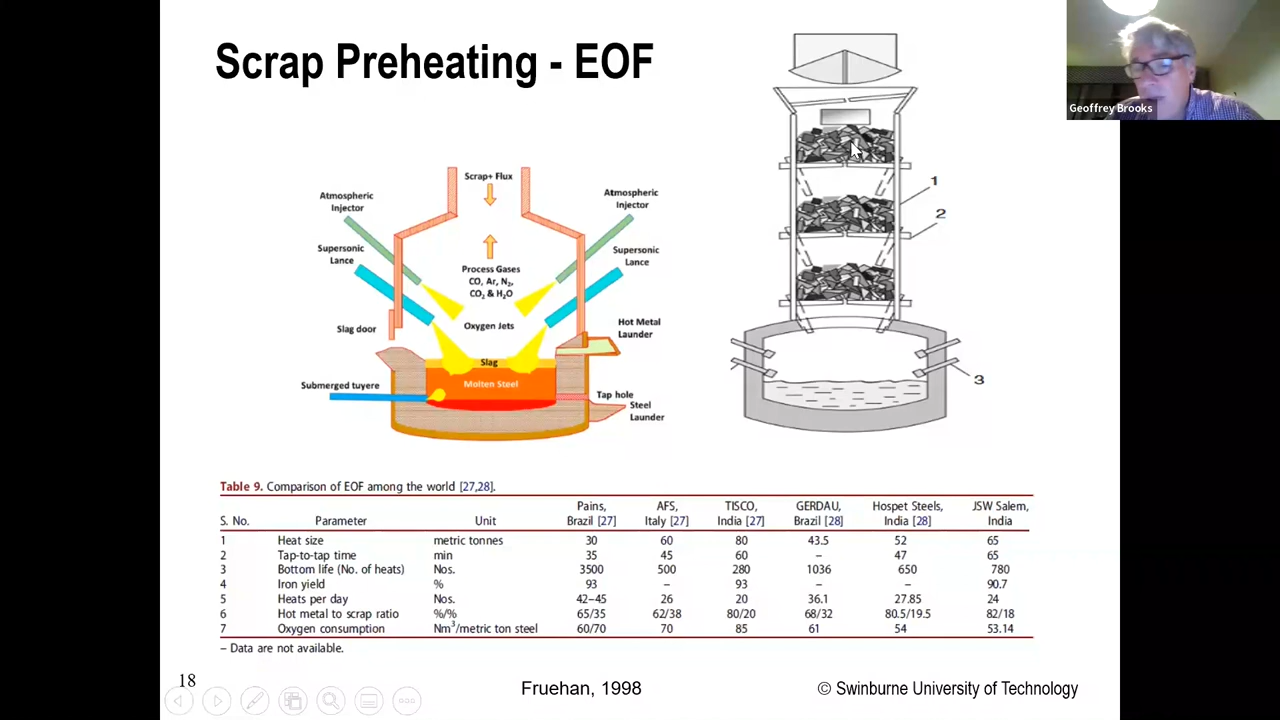 Scrap Preheating - EOF
Geoffrey Brooks
Scrap+ Flux
Atmospheric
Injector
Atmospheric
Injector
Supersonic
Lance
Supersonic
Lance
Process Gases
CO, Ar, N₂,
CO₂ & H₂O
Slag door
Oxygen Jets
Hot Metal
Launder
Slag
Molten Steel
Submerged tuyere
Tap hole
Steel
Launder
1
2
3
Table 9. Comparison of EOF among the world [27,28].
S. No. Parameter Unit Pains, Brazil [27] AFS, Italy [27] TISCO, India [27] GERDAU, Brazil [28] Hospet Steels, India [28] JSW Salem, India
1 Heat size metric tonnes 30 60 80 43.5 52 65
2 Tap-to-tap time min 35 45 60 – 47 65
3 Bottom life (No. of heats) Nos. 3500 500 280 1036 650 780
4 Iron yield % 93 – 93 – – 90.7
5 Heats per day Nos. 42–45 26 20 36.1 27.85 24
6 Hot metal to scrap ratio %/% 65/35 62/38 80/20 68/32 80.5/19.5 82/18
7 Oxygen consumption Nm³/metric ton steel 60/70 70 85 61 54 53.14
– Data are not available.
18
Fruehan, 1998
© Swinburne University of Technology